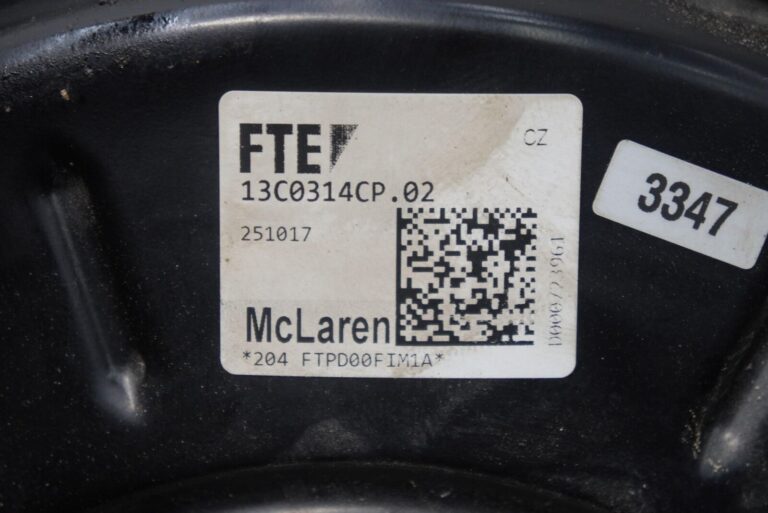 FTE
CZ
13C0314CP.02
251017
McLaren
*204 FTPD00FIM1A*
3347